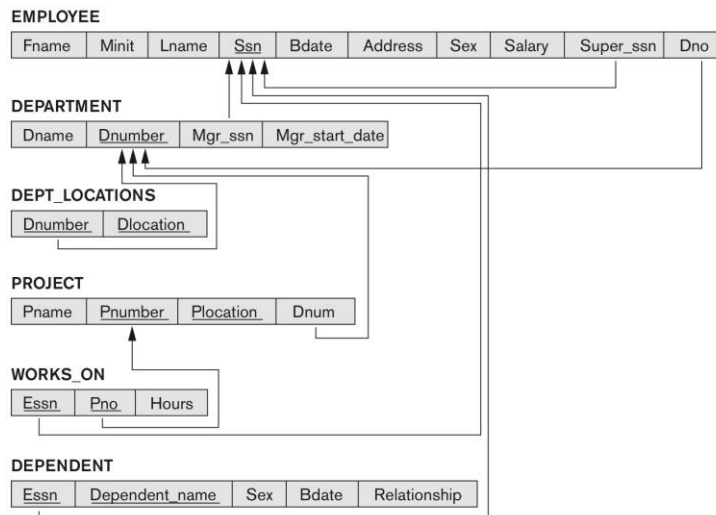 EMPLOYEE
Fname Minit Lname Ssn Bdate Address Sex Salary Super_ssn Dno
DEPARTMENT
Dname Dnumber Mgr_ssn Mgr_start_date
DEPT_LOCATIONS
Dnumber Dlocation
PROJECT
Pname Pnumber Plocation Dnum
WORKS_ON
Essn Pno Hours
DEPENDENT
Essn Dependent_name Sex Bdate Relationship